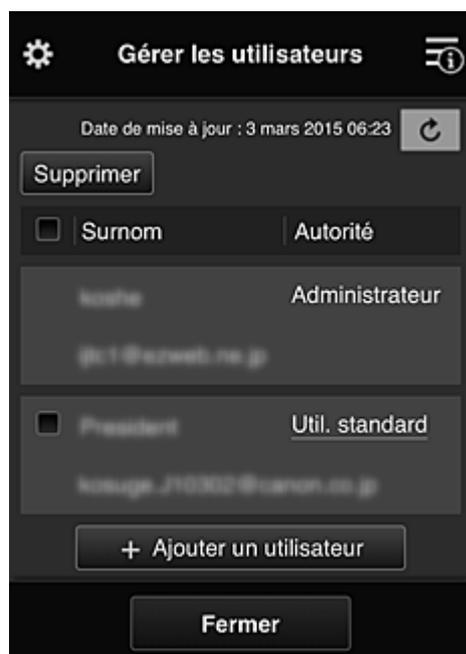 Gérer les utilisateurs
Date de mise à jour : 3 mars 2015 06:23
Supprimer
Surnom Autorité
Administrateur
Util. standard
+ Ajouter un utilisateur
Fermer